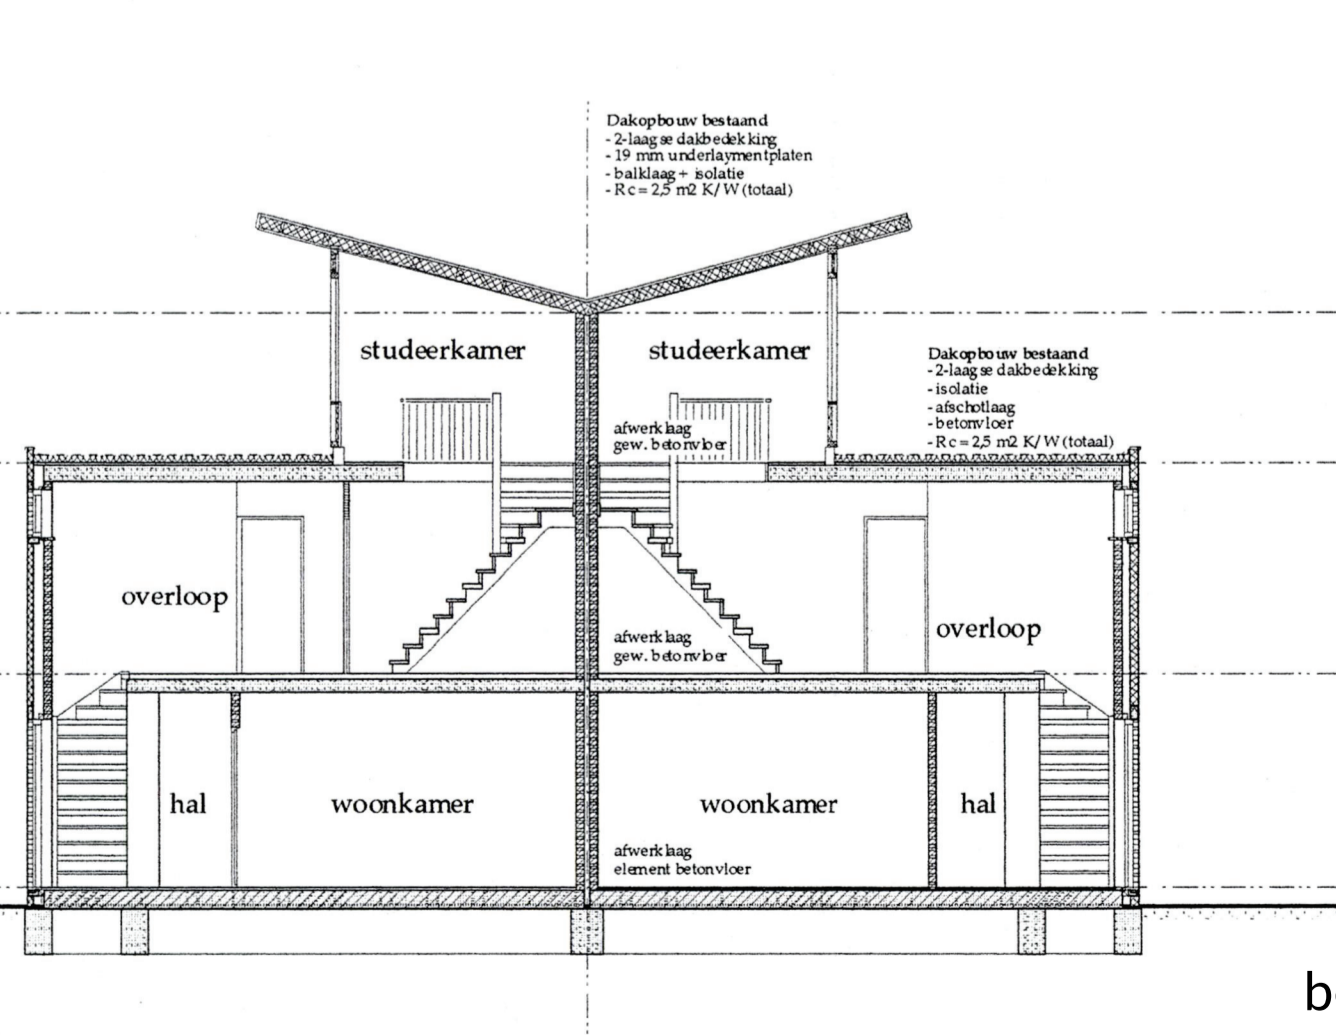 Dakopbouw bestaand
- 2-laagse dakbedekking
- 19 mm underlaymentplaten
- balklaag + isolatie
- Rc = 2,5 m2 K/W (totaal)
studeerkamer
studeerkamer
Dakopbouw bestaand
- 2-laagse dakbedekking
- isolatie
- afschotlaag
- betonvloer
- Rc = 2,5 m2 K/W (totaal)
afwerklaag
gew. betonvloer
overloop
overloop
afwerklaag
gew. betonvloer
hal
woonkamer
woonkamer
hal
afwerklaag
element betonvloer